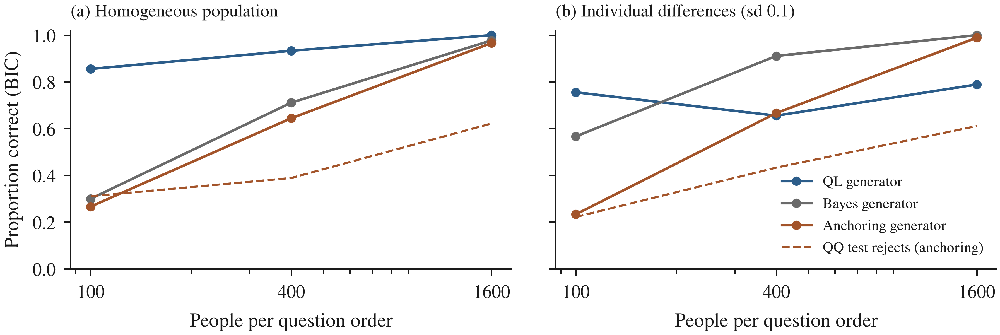 (a) Homogeneous population
(b) Individual differences (sd 0.1)
Proportion correct (BIC)
1.0
0.8
0.6
0.4
0.2
0.0
100
400
1600
People per question order
100
400
1600
People per question order
QL generator
Bayes generator
Anchoring generator
QQ test rejects (anchoring)